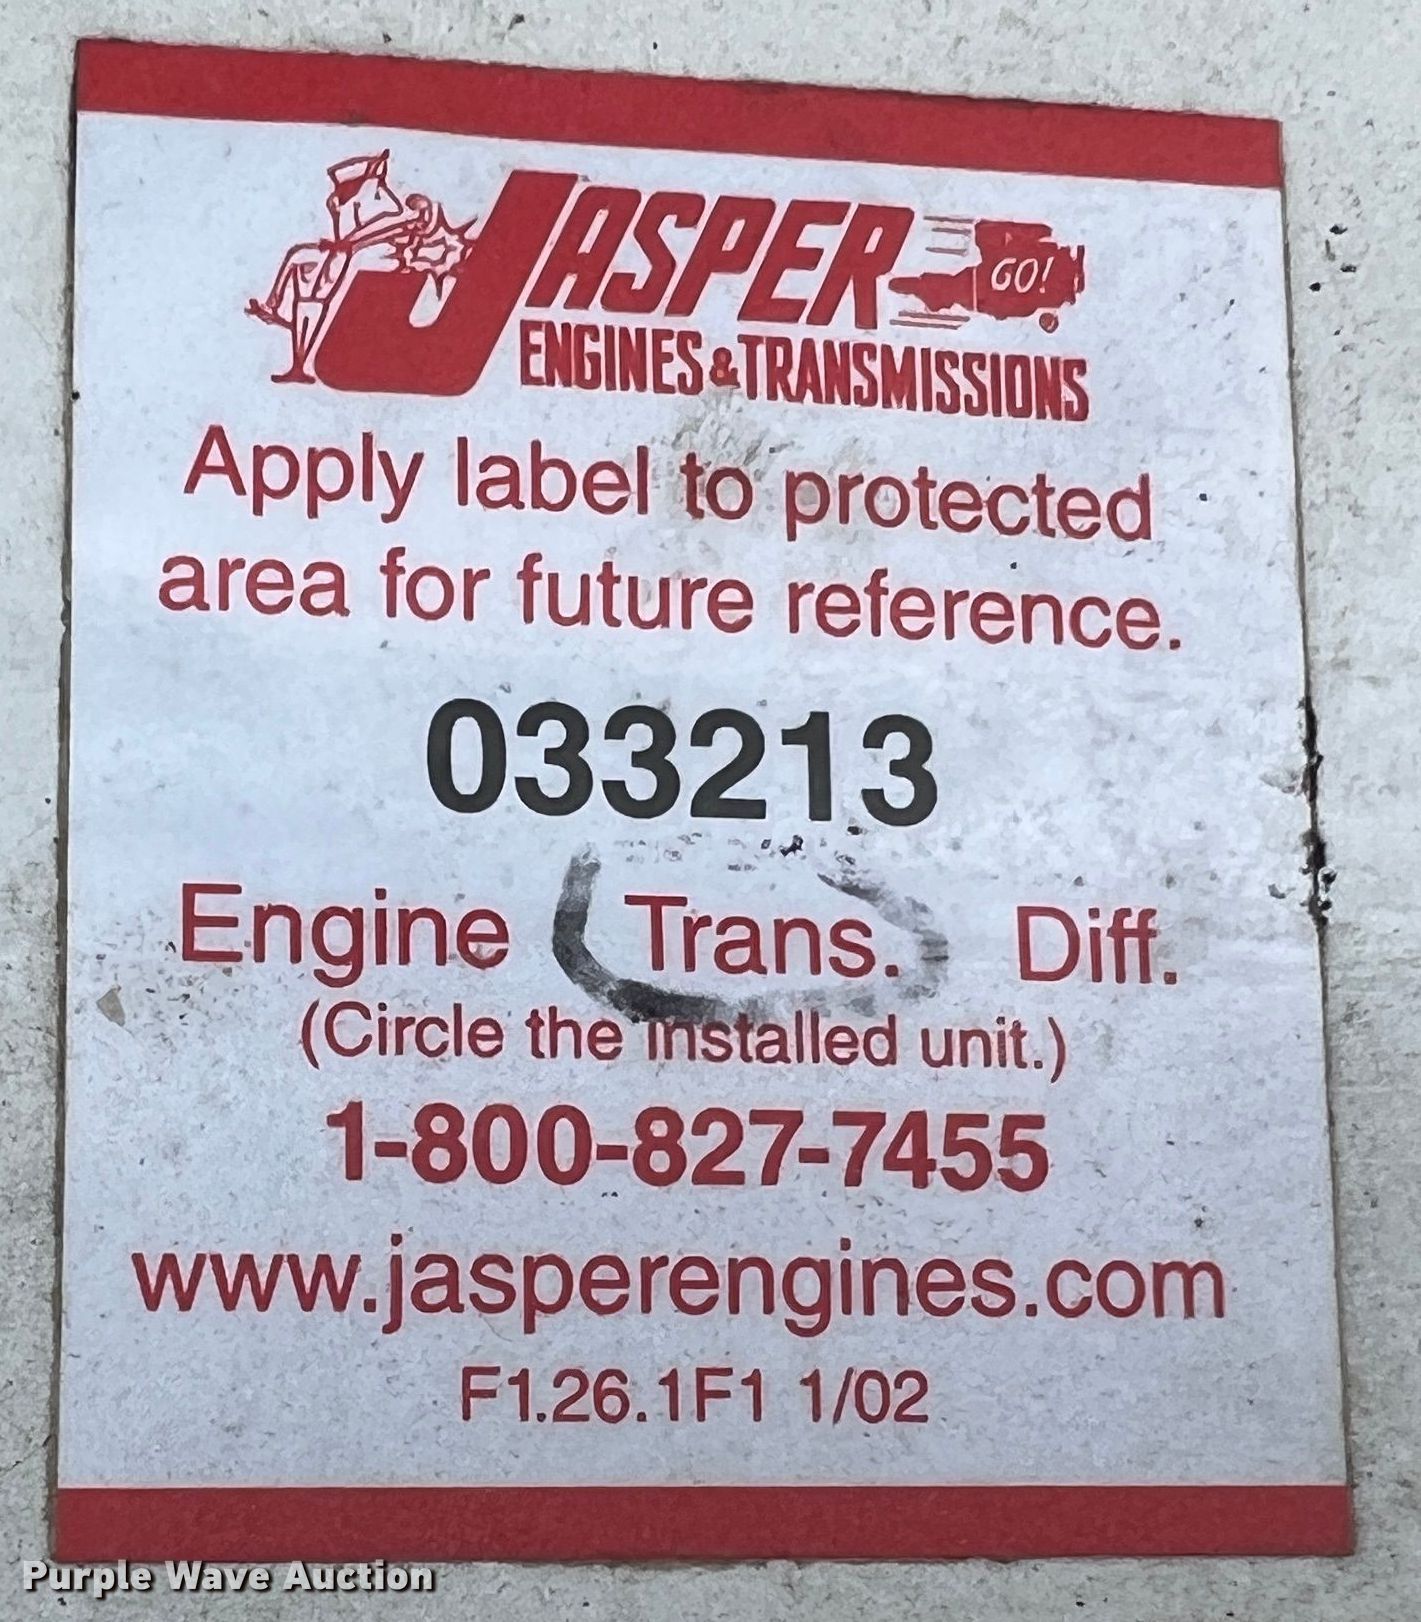 JASPER GO!
ENGINES & TRANSMISSIONS
Apply label to protected
area for future reference.
033213
Engine Trans. Diff.
(Circle the installed unit.)
1-800-827-7455
www.jasperengines.com
F1.26.1F1 1/02
Purple Wave Auction